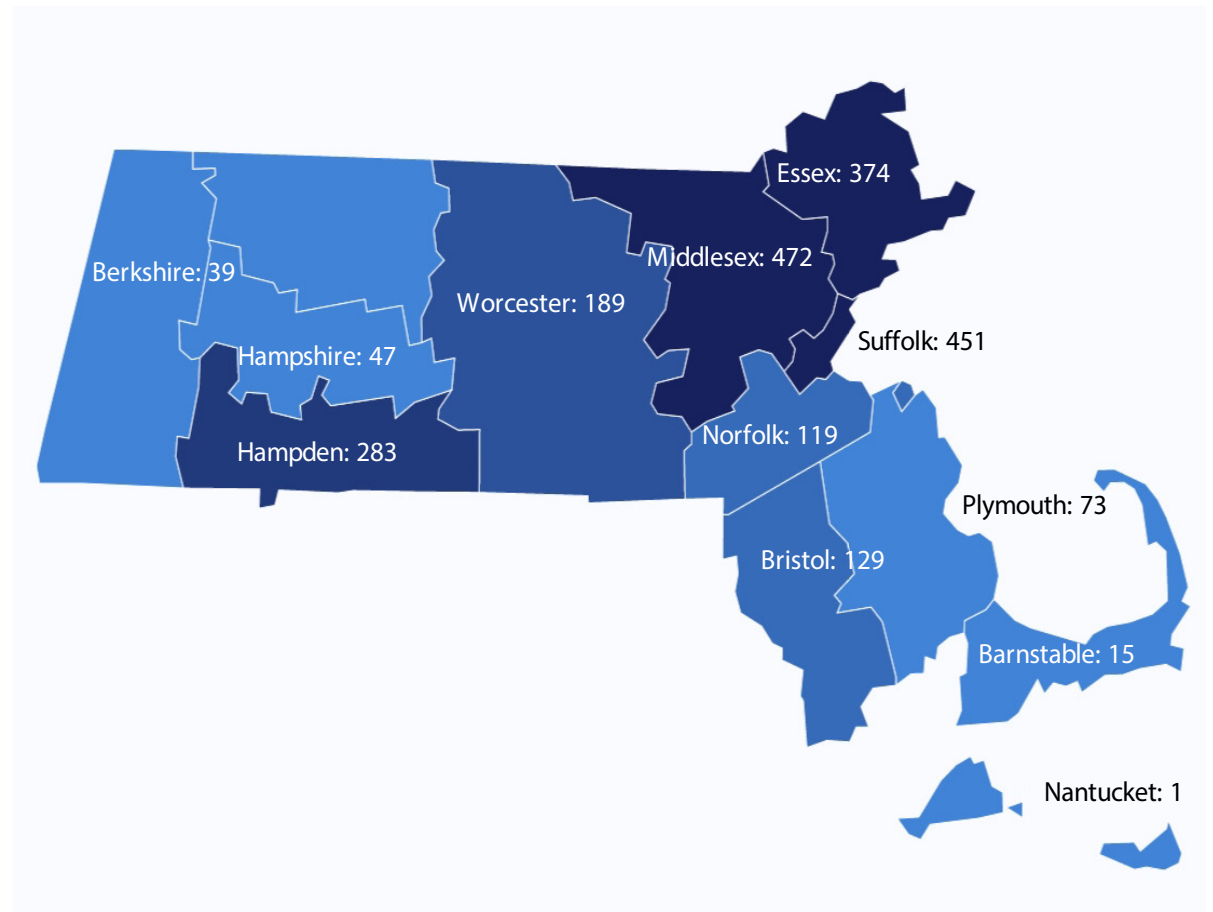 Essex: 374
Middlesex: 472
Berkshire: 39
Worcester: 189
Suffolk: 451
Hampshire: 47
Norfolk: 119
Hampden: 283
Plymouth: 73
Bristol: 129
Barnstable: 15
Nantucket: 1